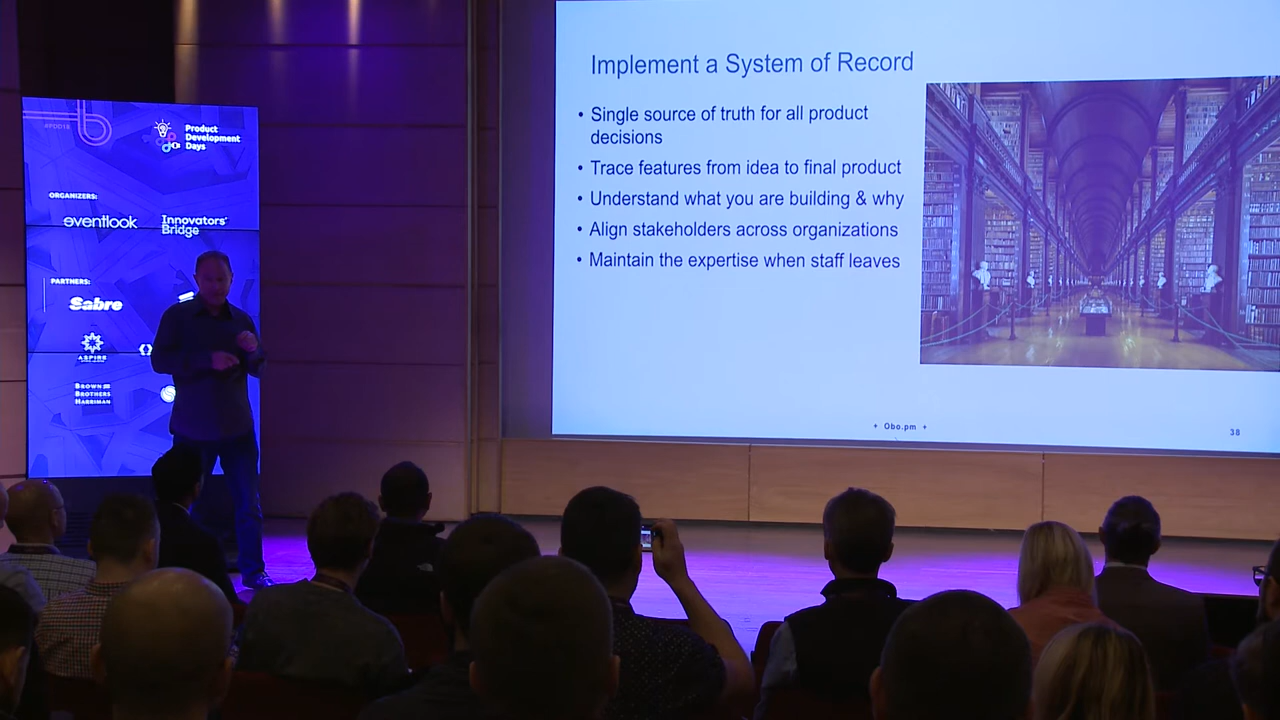 #PDD18
Product
Development
Days
ORGANIZERS:
eventlook
Innovators'
Bridge
PARTNERS:
Sabre
ASPIRE
BROWN
BROTHERS
HARRIMAN
Implement a System of Record
• Single source of truth for all product
decisions
• Trace features from idea to final product
• Understand what you are building & why
• Align stakeholders across organizations
• Maintain the expertise when staff leaves
+ Obo.pm +
38